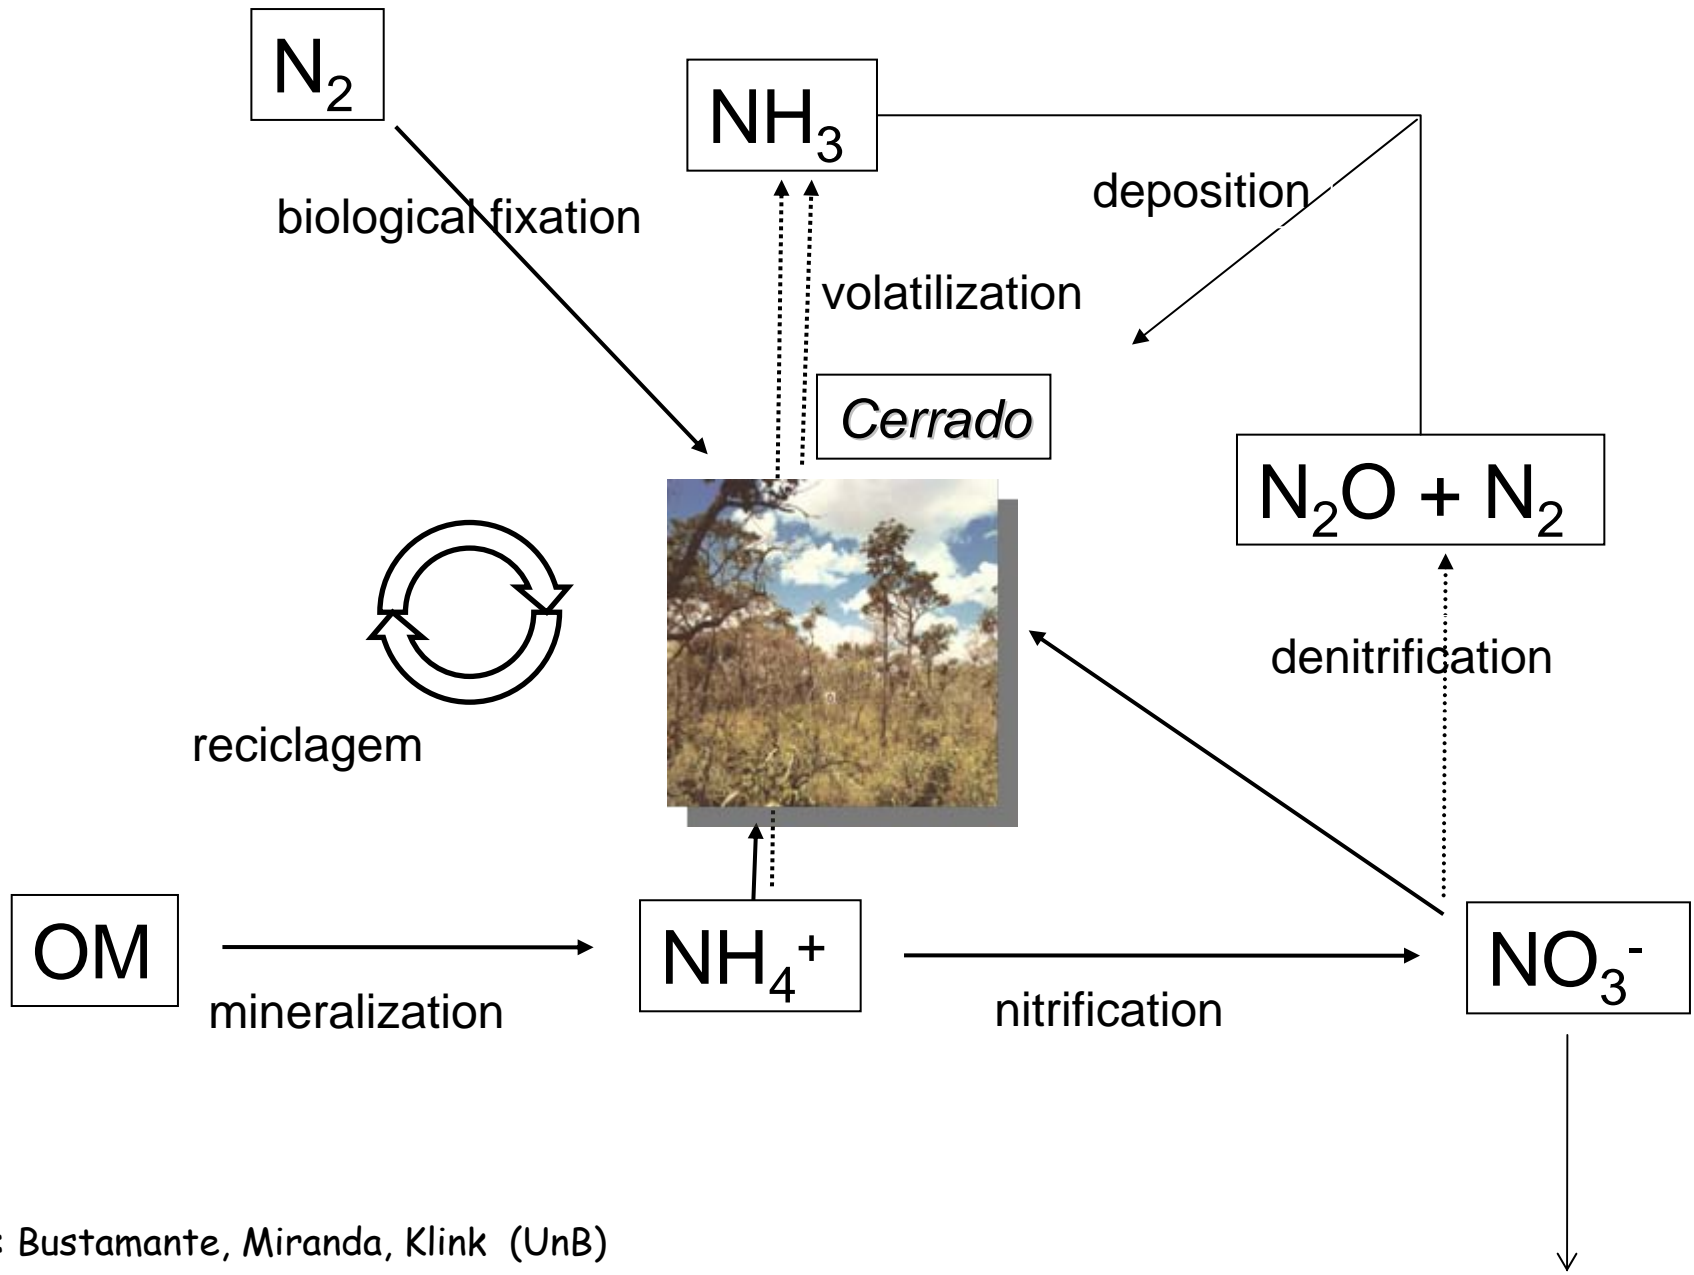 N₂
NH₃
deposition
biological fixation
volatilization
Cerrado
N₂O + N₂
denitrification
reciclagem
OM
NH₄⁺
NO₃⁻
mineralization
nitrification
: Bustamante, Miranda, Klink (UnB)